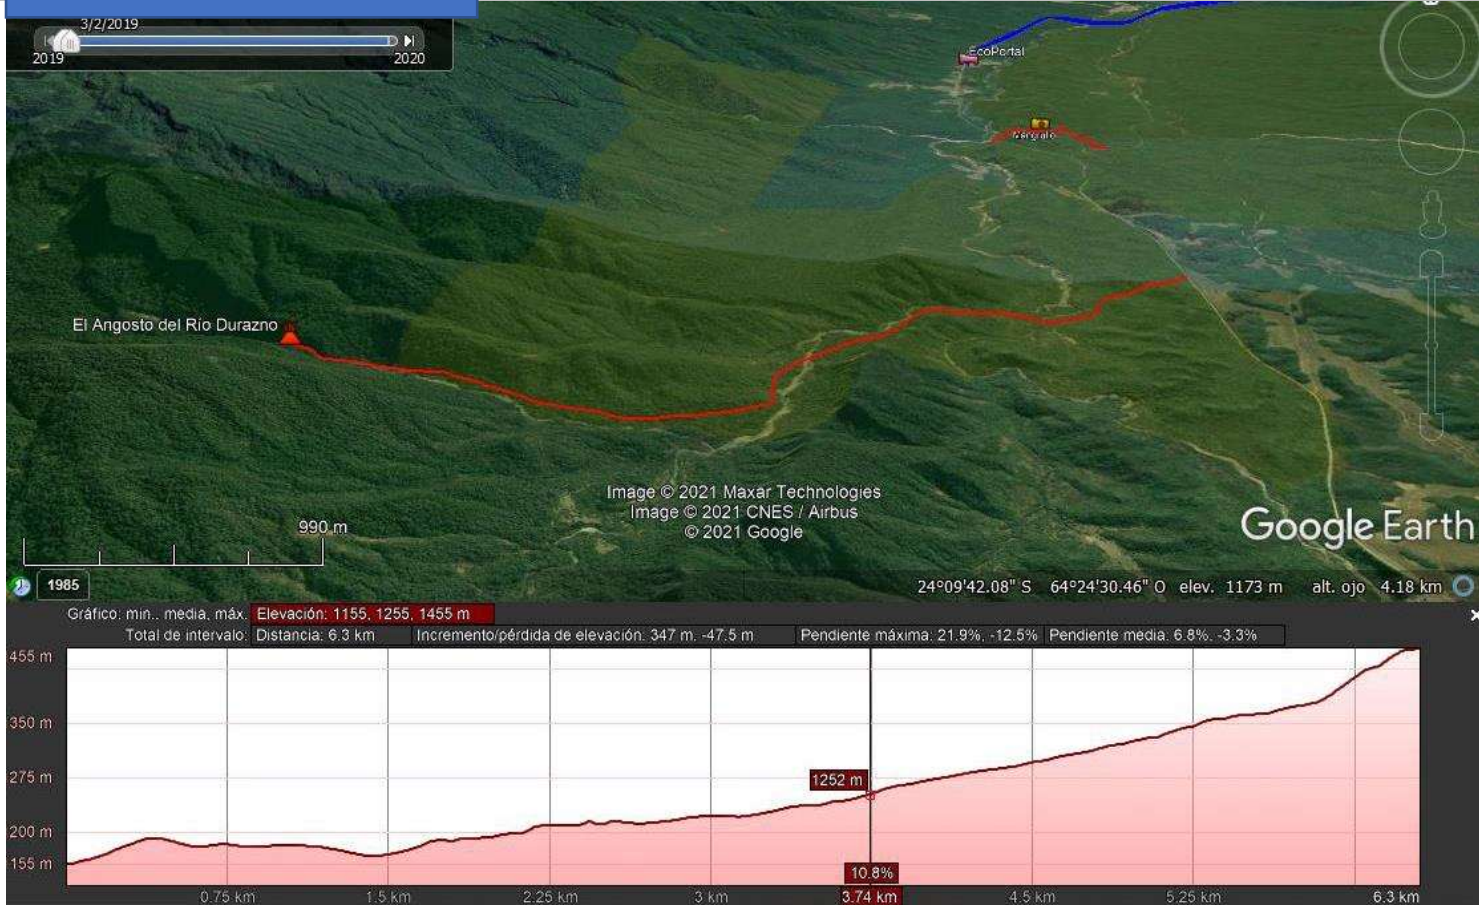 3/2/2019
2019
2020
EcoPortal
El Angosto del Río Durazno
Image © 2021 Maxar Technologies
Image © 2021 CNES / Airbus
© 2021 Google
990 m
Google Earth
1985
24°09'42.08" S 64°24'30.46" O elev. 1173 m alt. ojo 4.18 km
Gráfico: min., media, máx. Elevación: 1155, 1255, 1455 m
Total de intervalo: Distancia: 6.3 km Incremento/pérdida de elevación: 347 m, -47.5 m Pendiente máxima: 21.9%, -12.5% Pendiente media: 6.8%, -3.3%
455 m
350 m
275 m
1252 m
200 m
155 m
10.8%
0.75 km 1.5 km 2.25 km 3 km 3.74 km 4.5 km 5.25 km 6.3 km